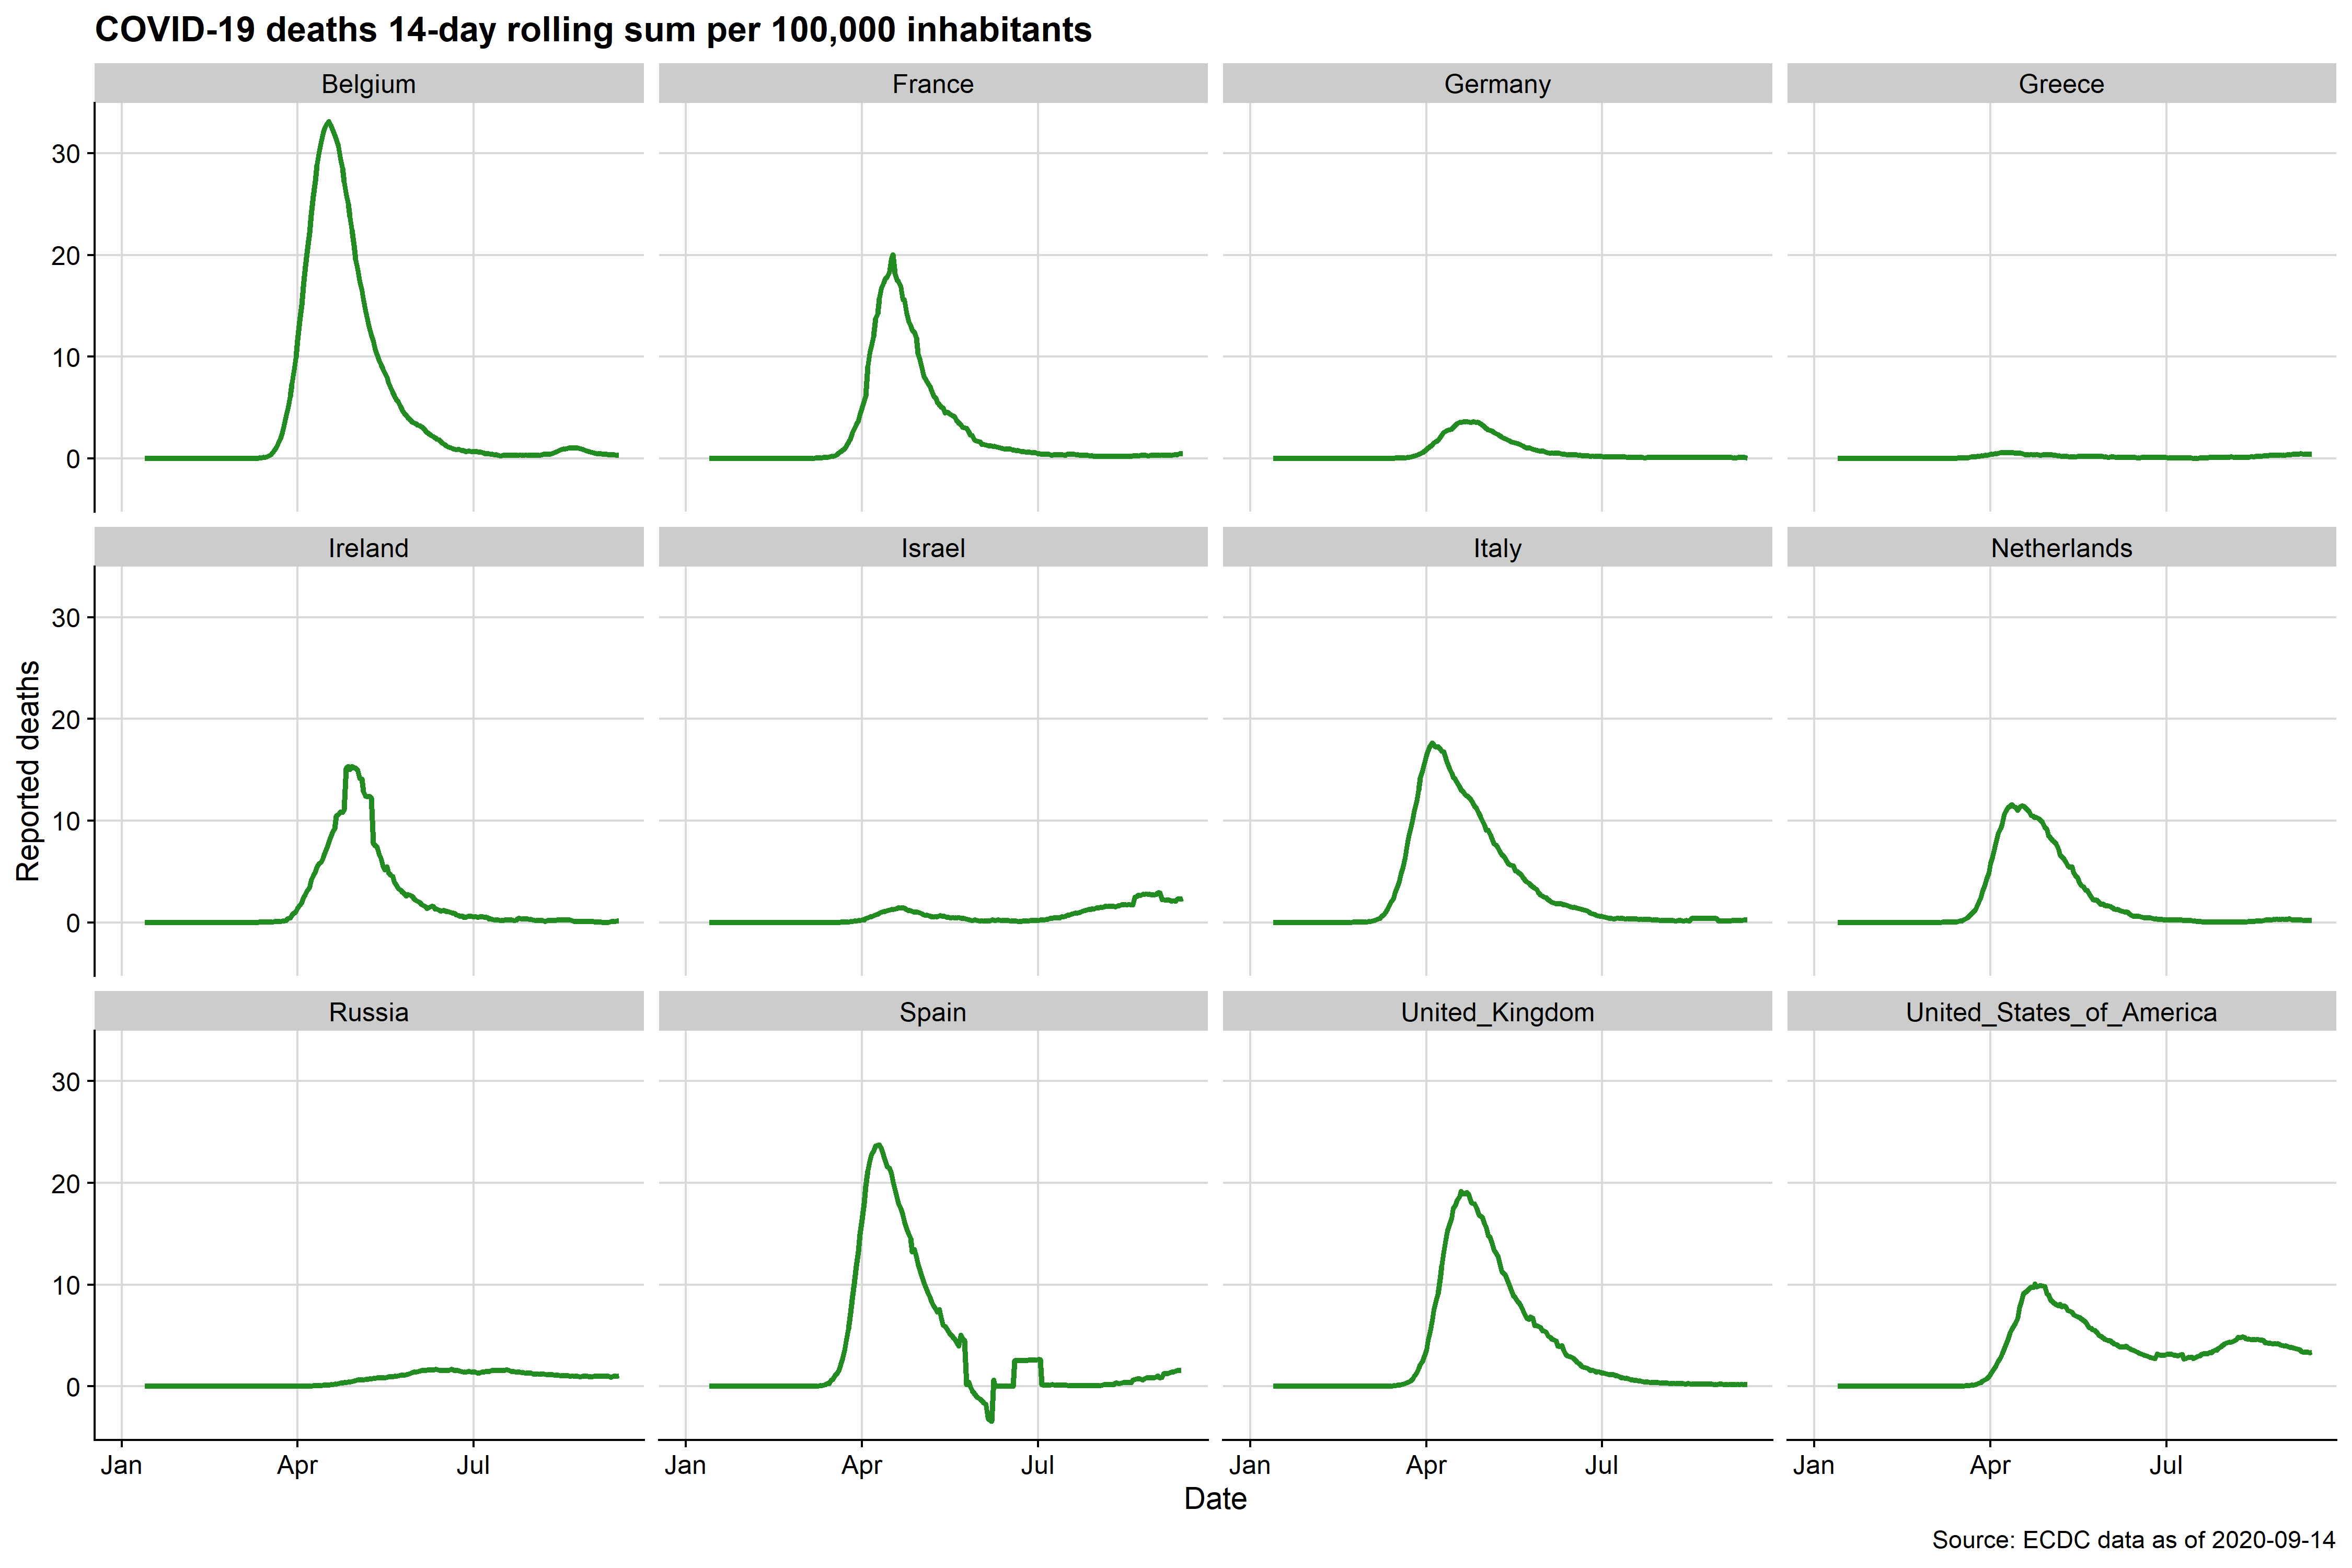 COVID-19 deaths 14-day rolling sum per 100,000 inhabitants
Belgium France Germany Greece
30
20
10
0
Ireland Israel Italy Netherlands
30
20
10
0
Reported deaths
Russia Spain United_Kingdom United_States_of_America
30
20
10
0
Jan Apr Jul Jan Apr Jul Jan Apr Jul Jan Apr Jul
Date
Source: ECDC data as of 2020-09-14